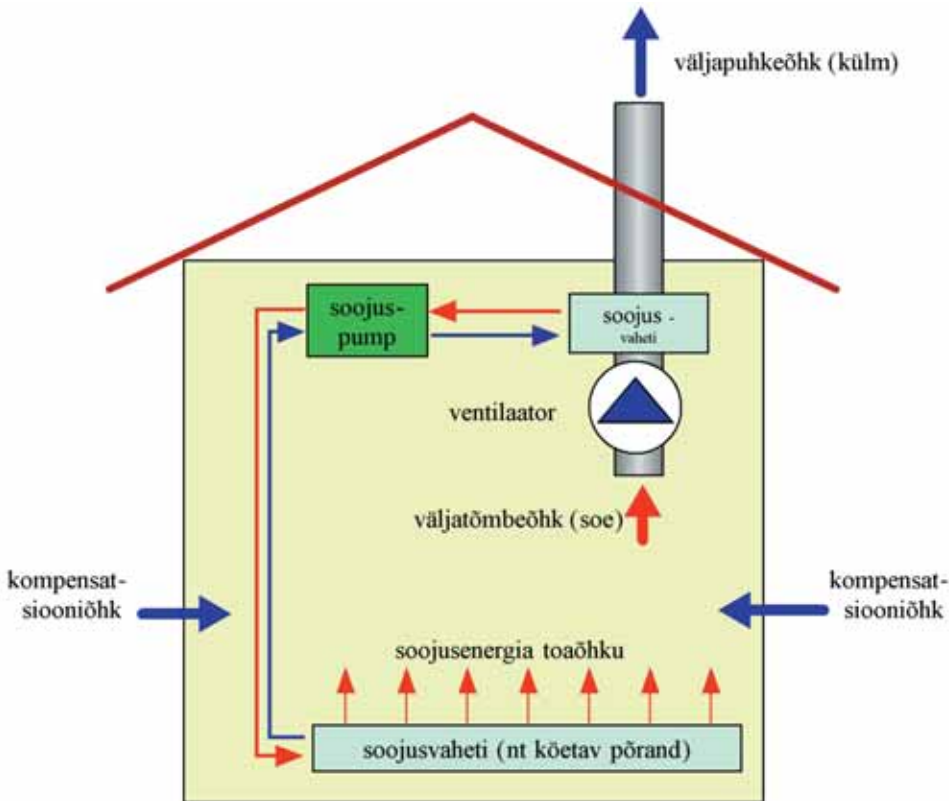 väljapuhkeõhk (külm)
soojus-
pump
soojus -
vaheti
ventilaator
väljatõmbeõhk (soe)
kompensat-
siooniõhk
kompensat-
siooniõhk
soojusenergia toaõhku
soojusvaheti (nt köetav põrand)